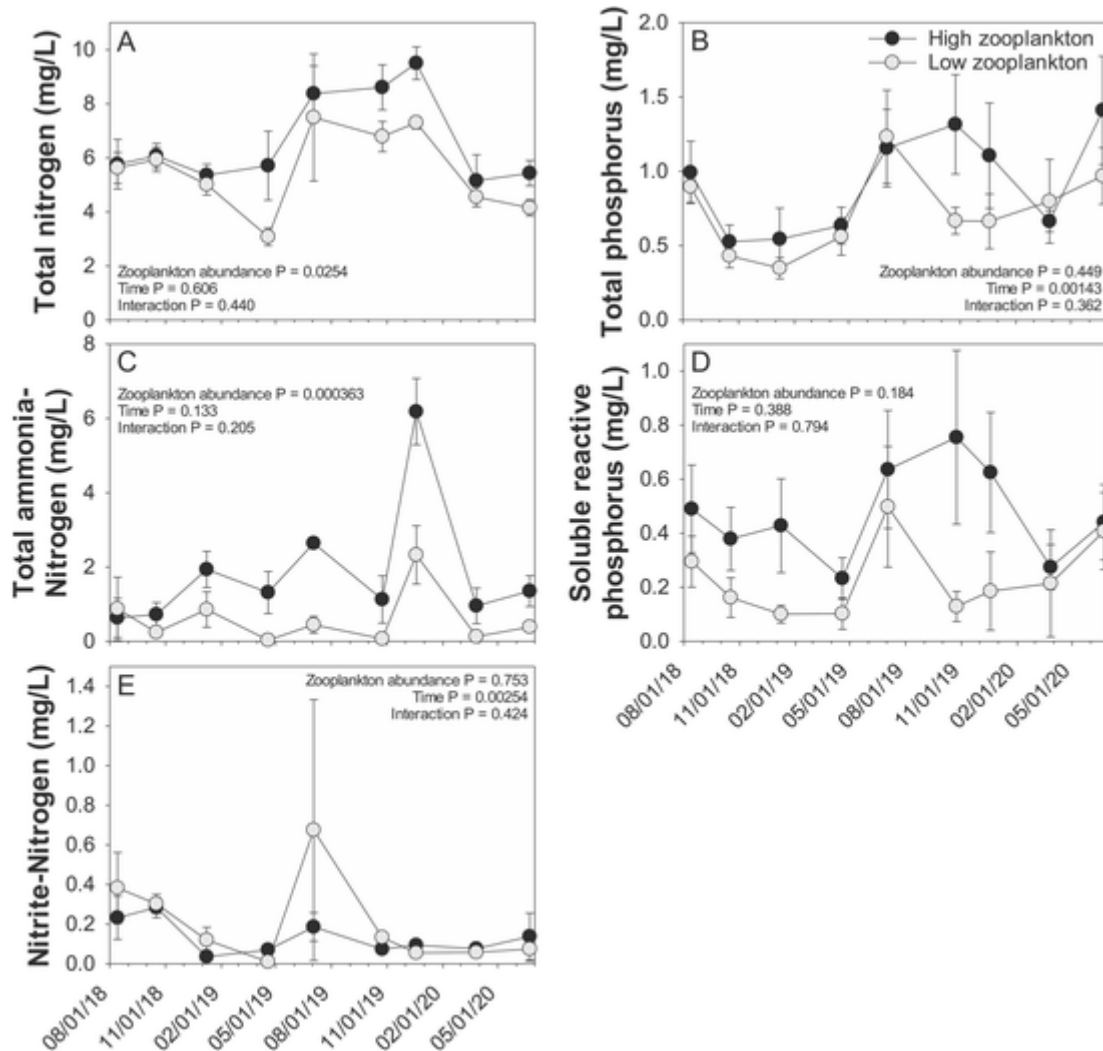 A
Total nitrogen (mg/L)
10
8
6
4
2
0
Zooplankton abundance P = 0.0254
Time P = 0.606
Interaction P = 0.440
B
High zooplankton
Low zooplankton
Total phosphorus (mg/L)
2.0
1.5
1.0
0.5
0.0
Zooplankton abundance P = 0.449
Time P = 0.00143
Interaction P = 0.362
C
Total ammonia-
Nitrogen (mg/L)
8
6
4
2
0
Zooplankton abundance P = 0.000363
Time P = 0.133
Interaction P = 0.205
D
Soluble reactive
phosphorus (mg/L)
1.0
0.8
0.6
0.4
0.2
0.0
Zooplankton abundance P = 0.184
Time P = 0.388
Interaction P = 0.794
08/01/18
11/01/18
02/01/19
05/01/19
08/01/19
11/01/19
02/01/20
05/01/20
E
Nitrite-Nitrogen (mg/L)
1.4
1.2
1.0
0.8
0.6
0.4
0.2
0.0
Zooplankton abundance P = 0.753
Time P = 0.00254
Interaction P = 0.424
08/01/18
11/01/18
02/01/19
05/01/19
08/01/19
11/01/19
02/01/20
05/01/20